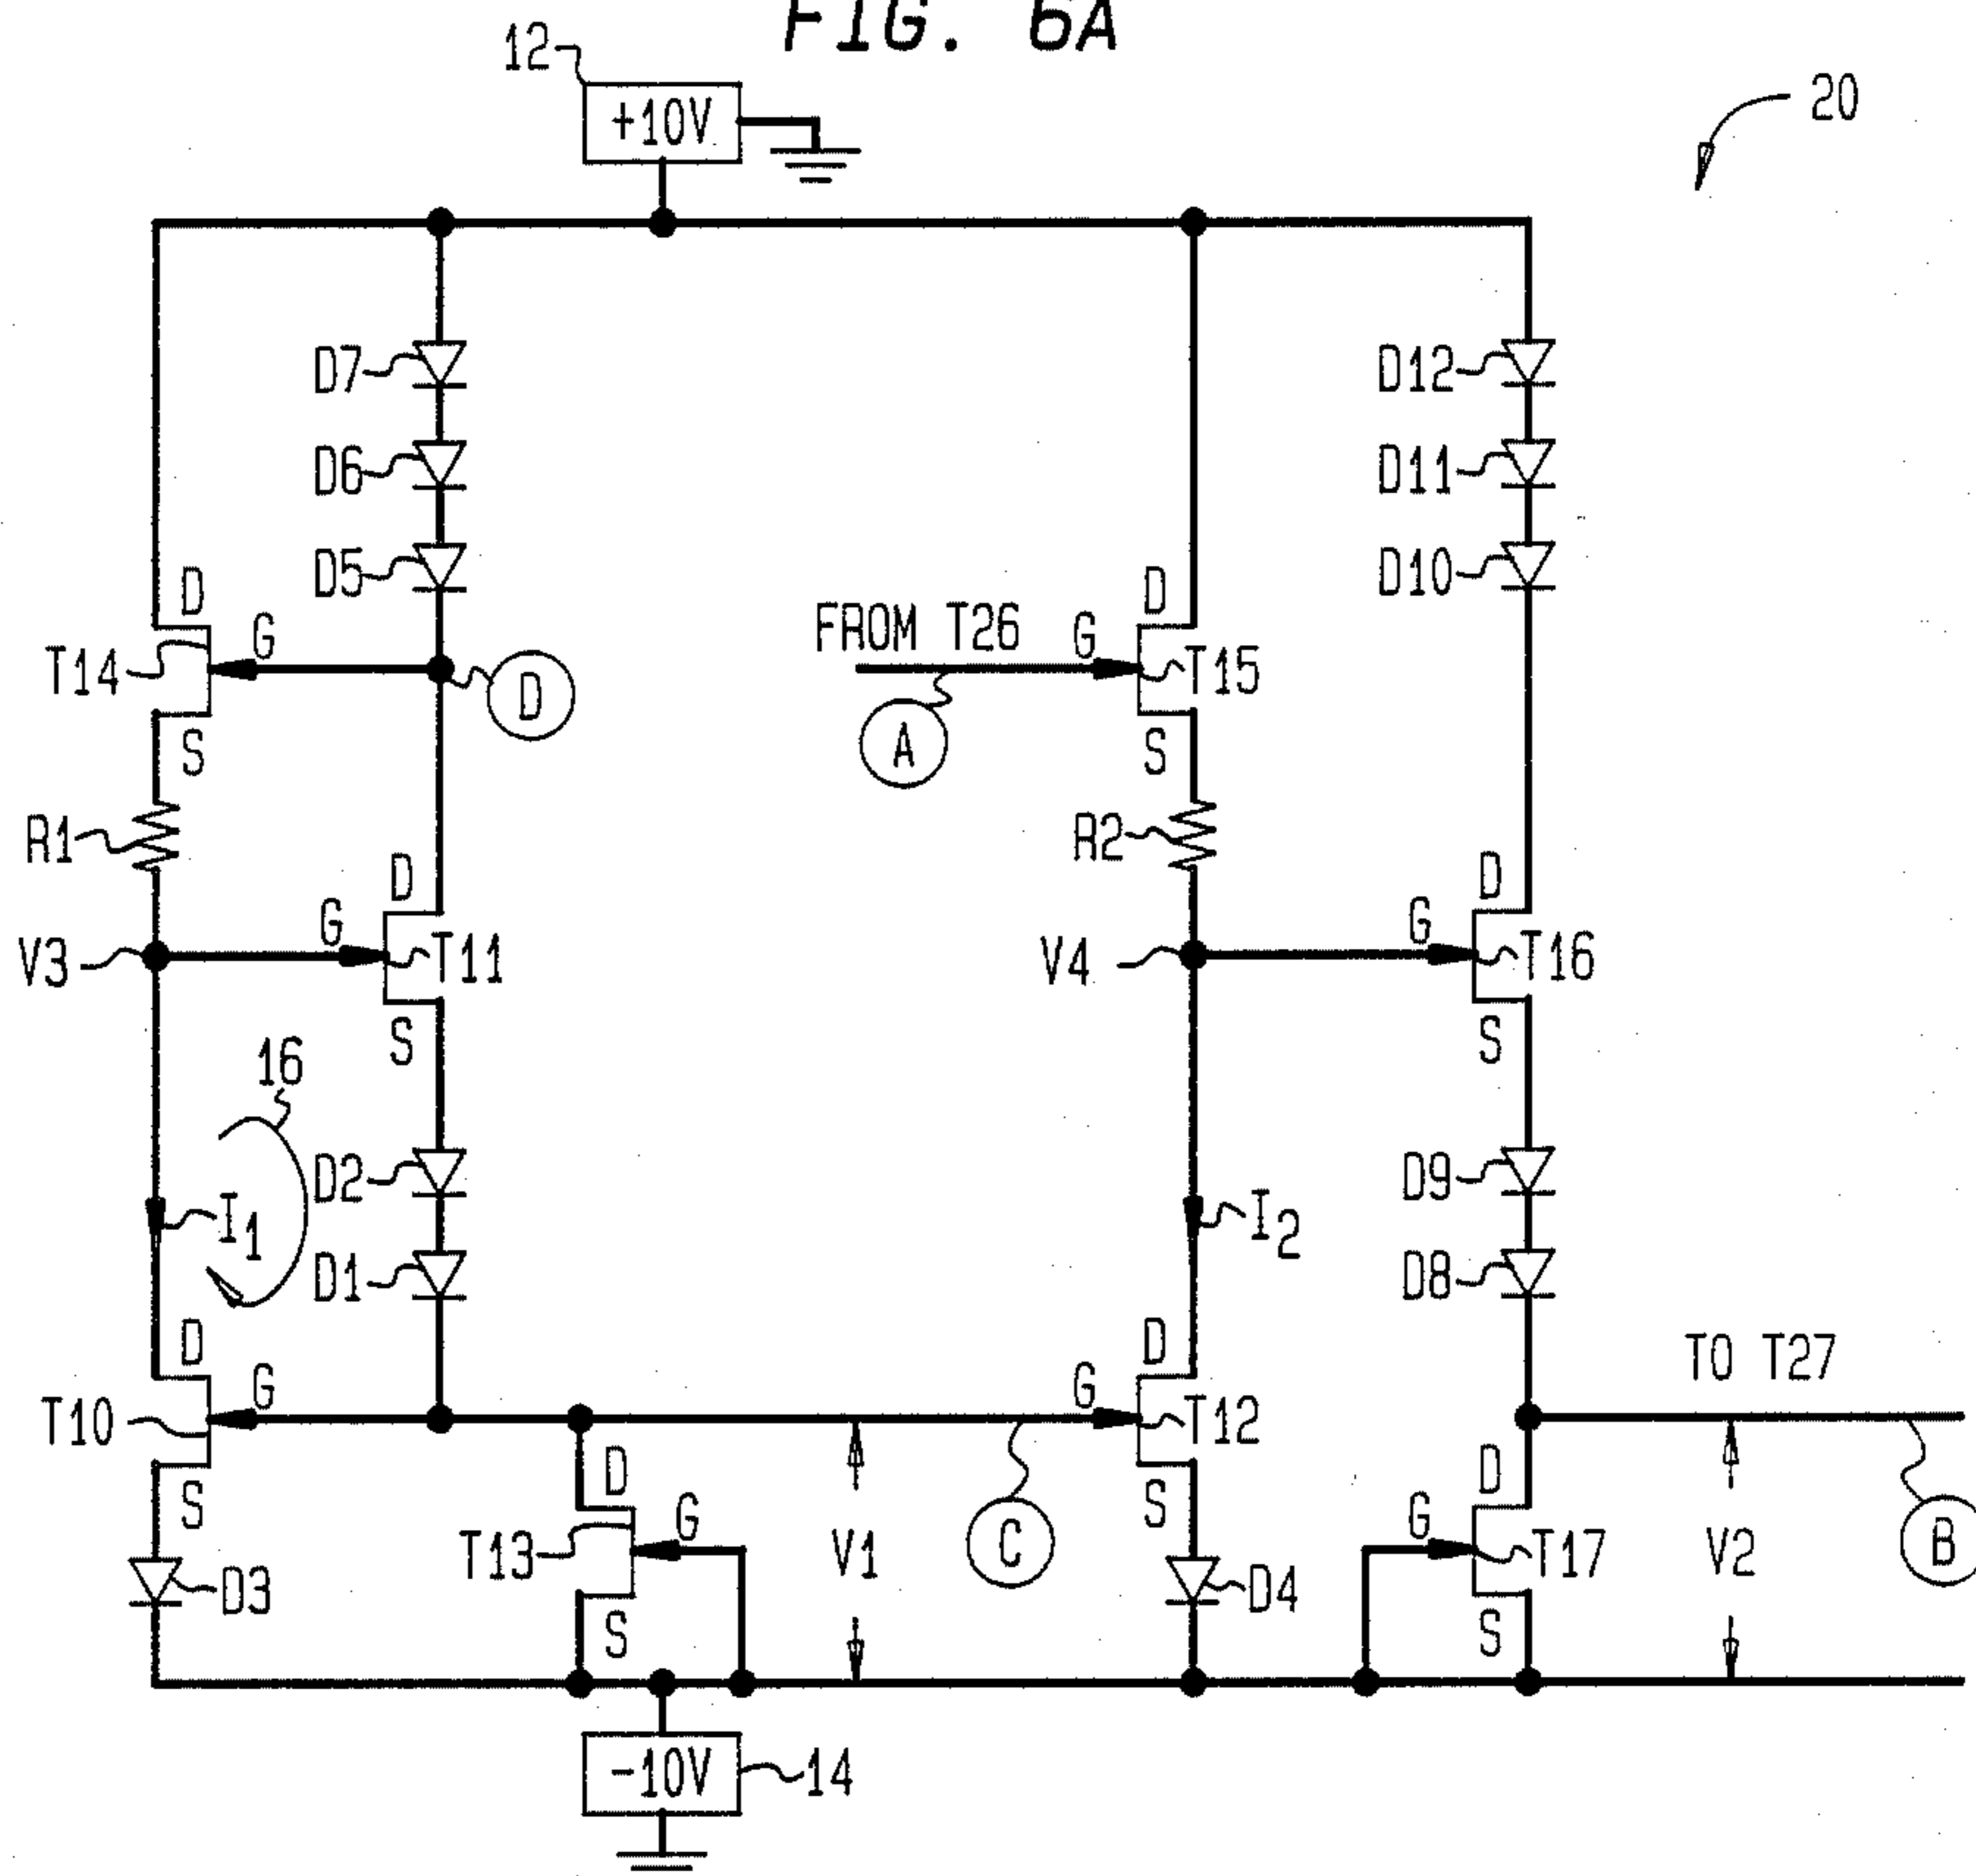 FIG. 6A
12
+10V
20
D7
D12
D6
D11
D5
D10
D
G
T14
S
D
FROM T26
A
D
G
T15
S
R1
R2
V3
D
G
T11
S
V4
D
G
T16
S
16
I1
D2
D1
I2
D9
D8
D
G
T10
S
D
G
T12
S
TO T27
D3
D
G
T13
S
V1
C
D4
D
G
T17
S
V2
B
-10V
14